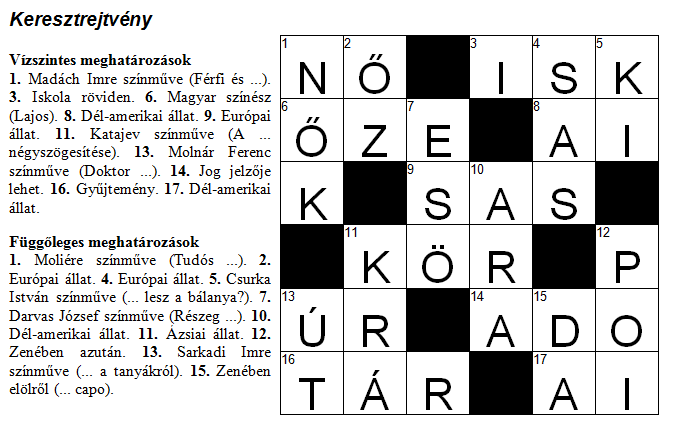 Keresztrejtvény
Vízszintes meghatározások
1. Madách Imre színműve (Férfi és ...).
3. Iskola röviden. 6. Magyar színész
(Lajos). 8. Dél-amerikai állat. 9. Európai
állat. 11. Katajev színműve (A ...
négyszögesítése). 13. Molnár Ferenc
színműve (Doktor ...). 14. Jog jelzője
lehet. 16. Gyűjtemény. 17. Dél-amerikai
állat.
Függőleges meghatározások
1. Moliére színműve (Tudós ...). 2.
Európai állat. 4. Európai állat. 5. Csurka
István színműve (... lesz a bálanya?). 7.
Darvas József színműve (Részeg ...). 10.
Dél-amerikai állat. 11. Ázsiai állat. 12.
Zenében azután. 13. Sarkadi Imre
színműve (... a tanyákról). 15. Zenében
elölről (... capo).
1 2 3 4 5
N Ő I S K
6 7 8
Ő Z E A I
9 10
K S A S
11 12
K Ö R P
13 14 15
Ú R A D O
16 17
T Á R A I